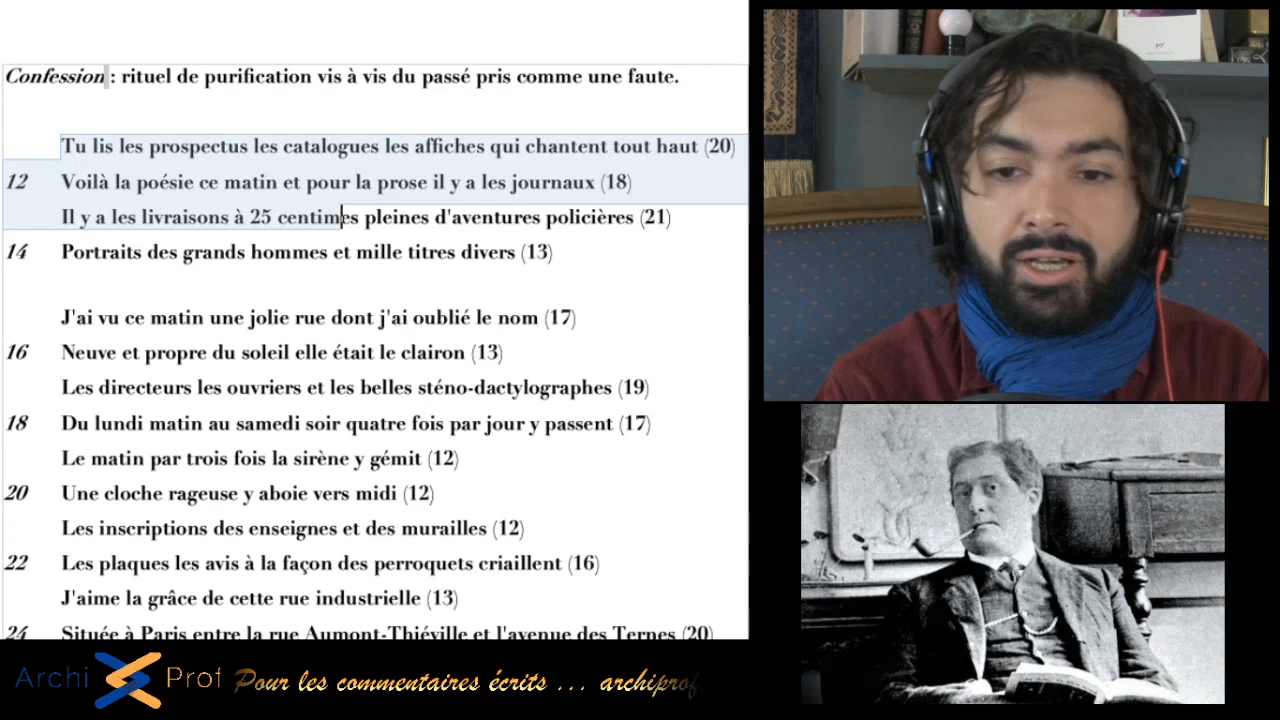 Confession : rituel de purification vis à vis du passé pris comme une faute.
Tu lis les prospectus les catalogues les affiches qui chantent tout haut (20)
12 Voilà la poésie ce matin et pour la prose il y a les journaux (18)
Il y a les livraisons à 25 centimes pleines d'aventures policières (21)
14 Portraits des grands hommes et mille titres divers (13)
J'ai vu ce matin une jolie rue dont j'ai oublié le nom (17)
16 Neuve et propre du soleil elle était le clairon (13)
Les directeurs les ouvriers et les belles sténo-dactylographes (19)
18 Du lundi matin au samedi soir quatre fois par jour y passent (17)
Le matin par trois fois la sirène y gémit (12)
20 Une cloche rageuse y aboie vers midi (12)
Les inscriptions des enseignes et des murailles (12)
22 Les plaques les avis à la façon des perroquets criaillent (16)
J'aime la grâce de cette rue industrielle (13)
24 Située à Paris entre la rue Aumont-Thiéville et l'avenue des Ternes (20)
Archi Prof Pour les commentaires écrits ... archiprof.